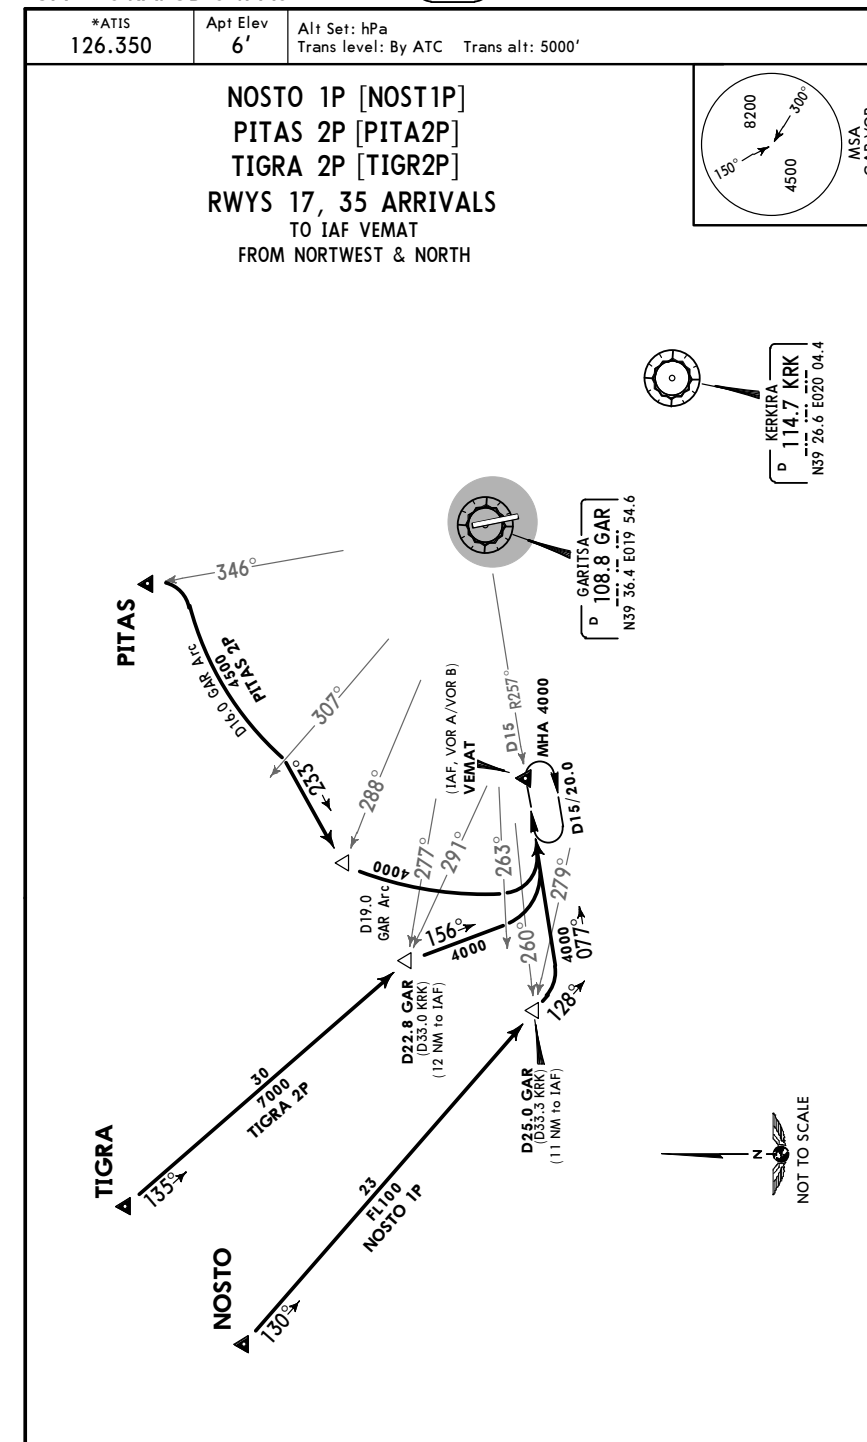 *ATIS
126.350
Apt Elev
6'
Alt Set: hPa
Trans level: By ATC Trans alt: 5000'
NOSTO 1P [NOST1P]
PITAS 2P [PITA2P]
TIGRA 2P [TIGR2P]
RWYS 17, 35 ARRIVALS
TO IAF VEMAT
FROM NORTWEST & NORTH
8200
300°
150°
4500
MSA
D
KERKIRA
114.7 KRK
N39 26.6 E020 04.4
D
GARITSA
108.8 GAR
N39 36.4 E019 54.6
346°
PITAS
D16.0 GAR Arc
4500
PITAS 2P
307°
233°
288°
(IAF, VOR A/VOR B)
VEMAT
D15 R257°
MHA 4000
D15/20.0
277°
291°
263°
279°
260°
4000
D19.0
GAR Arc
156°
4000
4000
077°
128°
D22.8 GAR
(D33.0 KRK)
(12 NM to IAF)
D25.0 GAR
(D33.3 KRK)
(11 NM to IAF)
30
7000
TIGRA 2P
TIGRA
135°
23
FL100
NOSTO 1P
NOSTO
130°
N
NOT TO SCALE